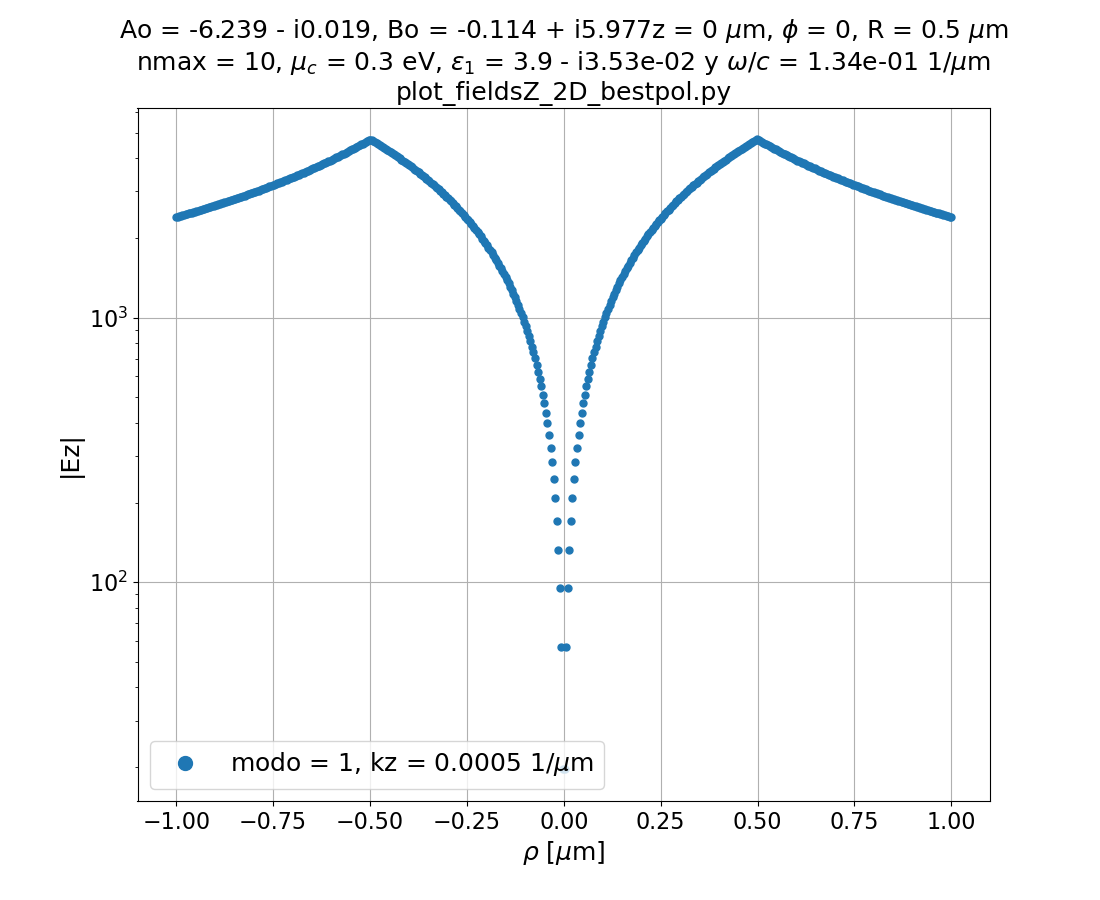 Ao = -6.239 - i0.019, Bo = -0.114 + i5.977z = 0 μm, ϕ = 0, R = 0.5 μm
nmax = 10, μ_c = 0.3 eV, ε_1 = 3.9 - i3.53e-02 y ω/c = 1.34e-01 1/μm
plot_fieldsZ_2D_bestpol.py
|Ez|
10^3
10^2
modo = 1, kz = 0.0005 1/μm
−1.00 −0.75 −0.50 −0.25 0.00 0.25 0.50 0.75 1.00
ρ [μm]